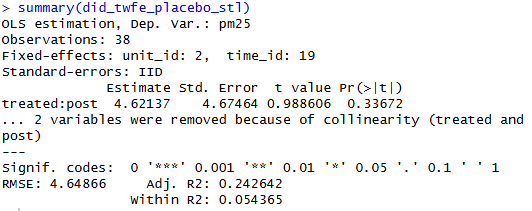 > summary(did_twfe_placebo_stl)
OLS estimation, Dep. Var.: pm25
Observations: 38
Fixed-effects: unit_id: 2,  time_id: 19
Standard-errors: IID
             Estimate Std. Error  t value Pr(>|t|)
treated:post  4.62137    4.67464 0.988606  0.33672
... 2 variables were removed because of collinearity (treated and
post)
---
Signif. codes:  0 '***' 0.001 '**' 0.01 '*' 0.05 '.' 0.1 ' ' 1
RMSE: 4.64866     Adj. R2: 0.242642
                Within R2: 0.054365